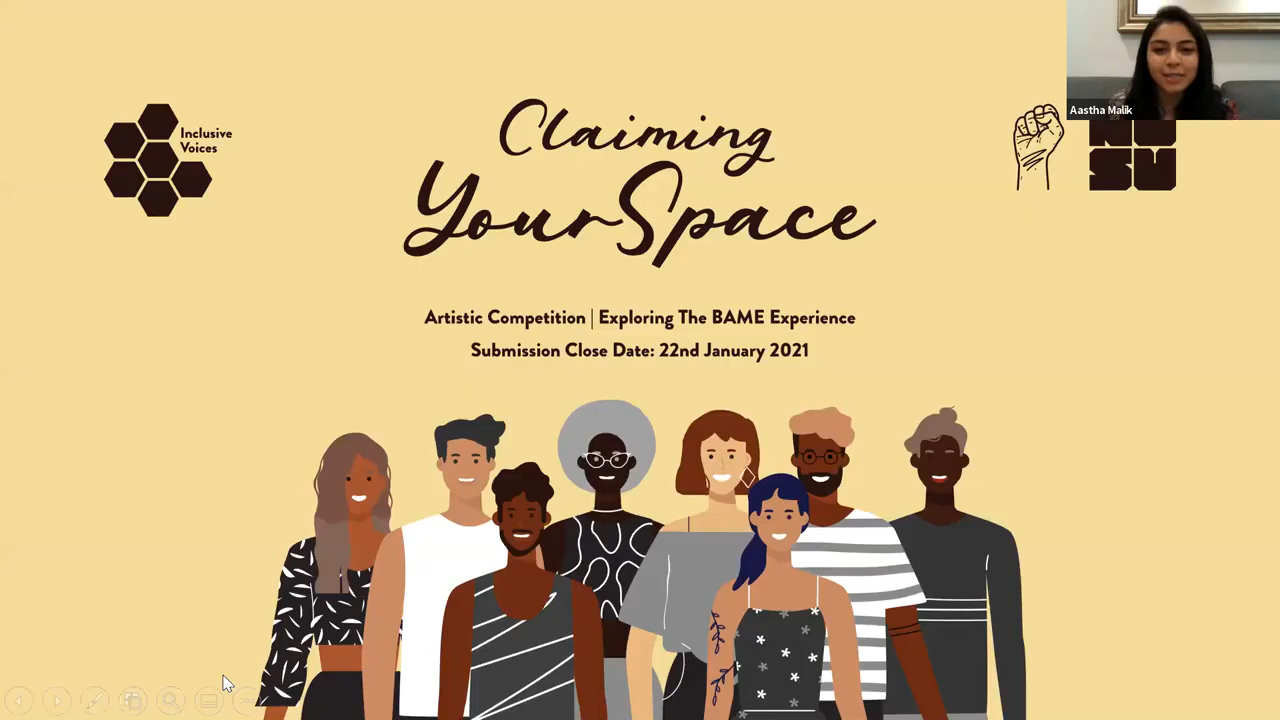 Aastha Malik
Inclusive
Voices
Claiming
Your Space
SU
Artistic Competition | Exploring The BAME Experience
Submission Close Date: 22nd January 2021